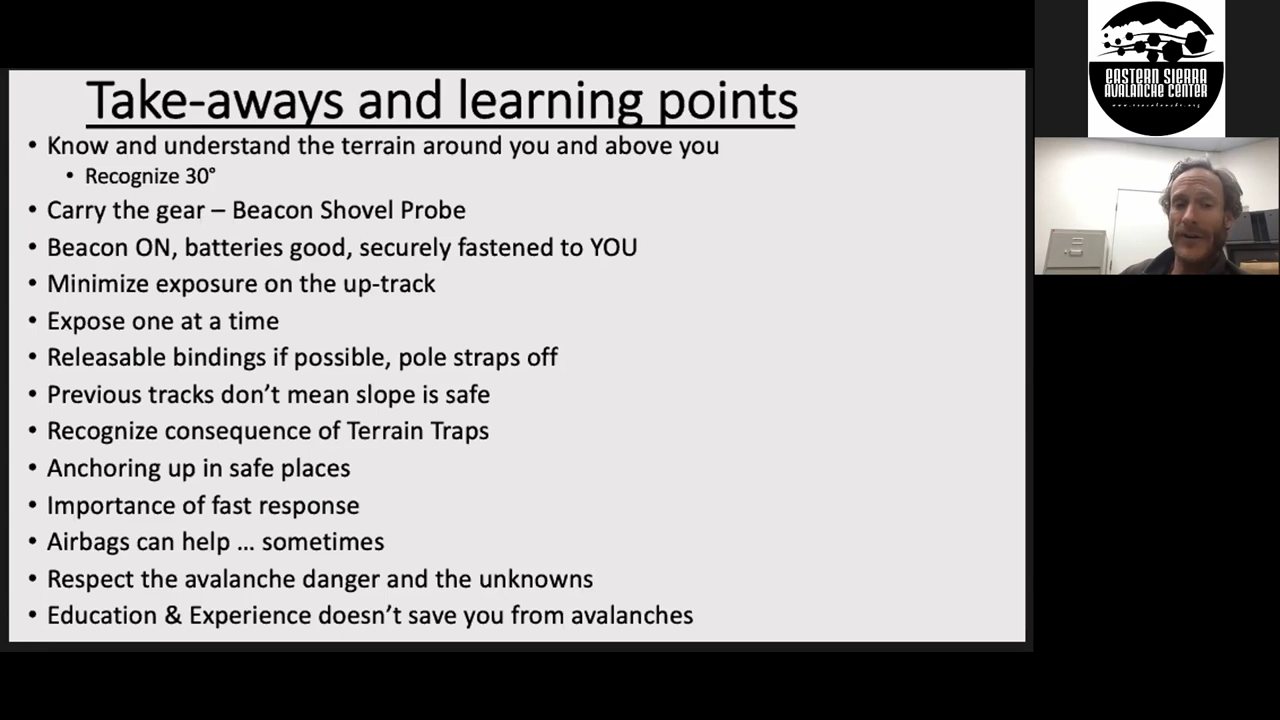 Take-aways and learning points
• Know and understand the terrain around you and above you
• Recognize 30°
• Carry the gear – Beacon Shovel Probe
• Beacon ON, batteries good, securely fastened to YOU
• Minimize exposure on the up-track
• Expose one at a time
• Releasable bindings if possible, pole straps off
• Previous tracks don’t mean slope is safe
• Recognize consequence of Terrain Traps
• Anchoring up in safe places
• Importance of fast response
• Airbags can help … sometimes
• Respect the avalanche danger and the unknowns
• Education & Experience doesn’t save you from avalanches
EASTERN SIERRA
AVALANCHE CENTER